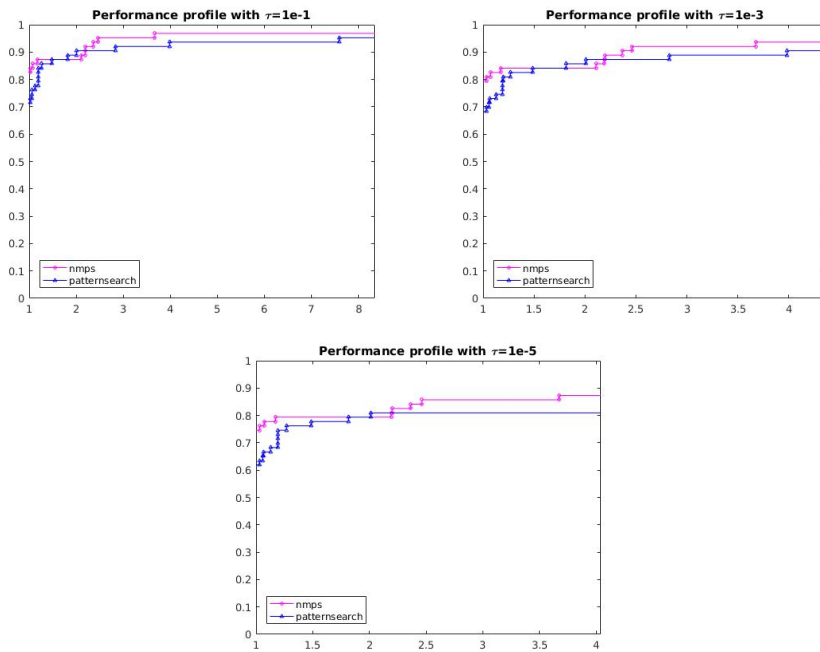 Performance profile with τ=1e-1
1
0.9
0.8
0.7
0.6
0.5
0.4
0.3
0.2
0.1
0
nmps
patternsearch
1 2 3 4 5 6 7 8
Performance profile with τ=1e-3
1
0.9
0.8
0.7
0.6
0.5
0.4
0.3
0.2
0.1
0
nmps
patternsearch
1 1.5 2 2.5 3 3.5 4
Performance profile with τ=1e-5
1
0.9
0.8
0.7
0.6
0.5
0.4
0.3
0.2
0.1
0
nmps
patternsearch
1 1.5 2 2.5 3 3.5 4